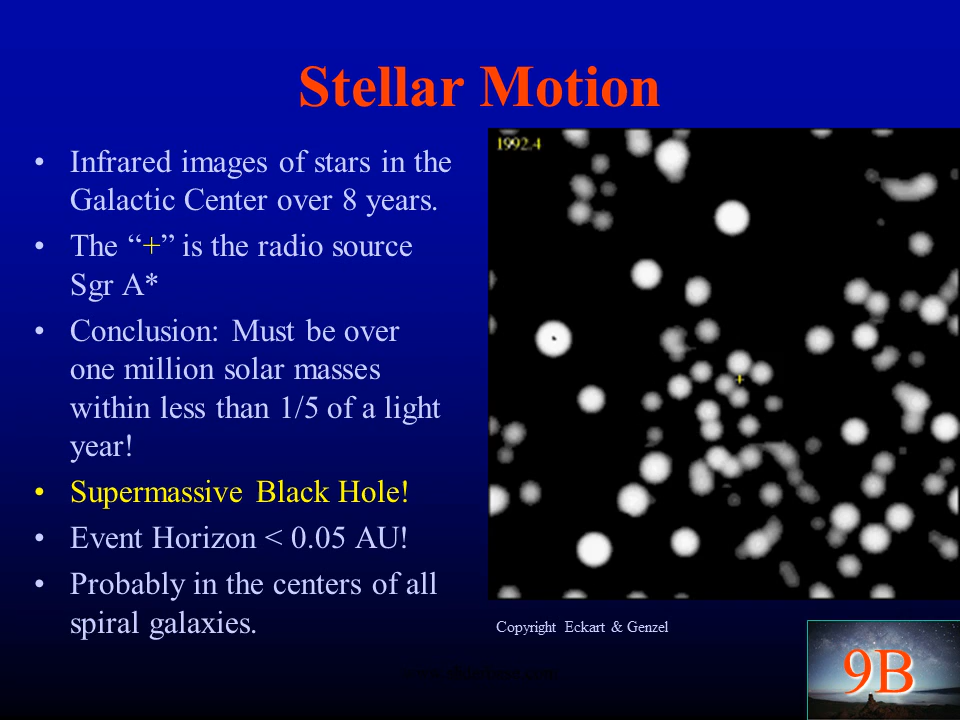 Stellar Motion
• Infrared images of stars in the
Galactic Center over 8 years.
• The “+” is the radio source
Sgr A*
• Conclusion: Must be over
one million solar masses
within less than 1/5 of a light
year!
• Supermassive Black Hole!
• Event Horizon < 0.05 AU!
• Probably in the centers of all
spiral galaxies.
1992.4
+
Copyright Eckart & Genzel
9B